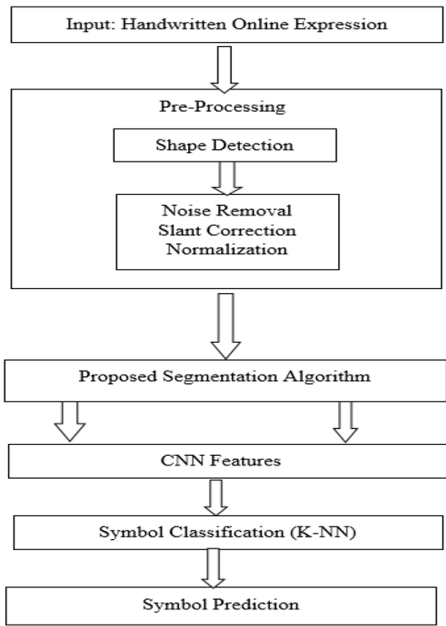 Input: Handwritten Online Expression
Pre-Processing
Shape Detection
Noise Removal
Slant Correction
Normalization
Proposed Segmentation Algorithm
CNN Features
Symbol Classification (K-NN)
Symbol Prediction